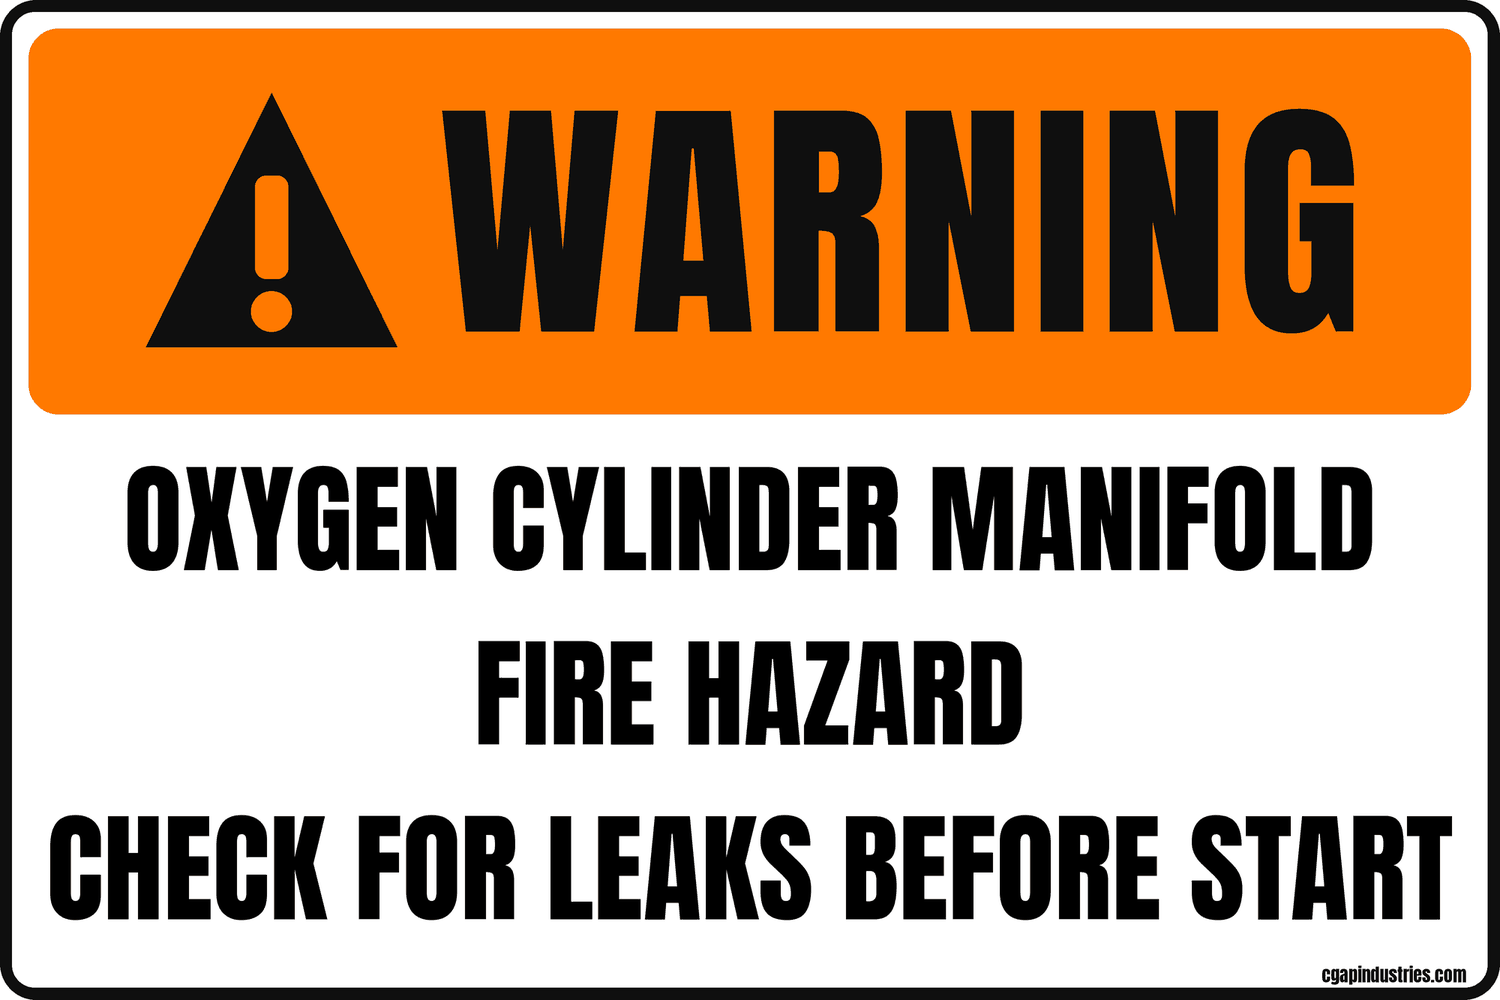 WARNING
OXYGEN CYLINDER MANIFOLD
FIRE HAZARD
CHECK FOR LEAKS BEFORE START
cgapindustries.com